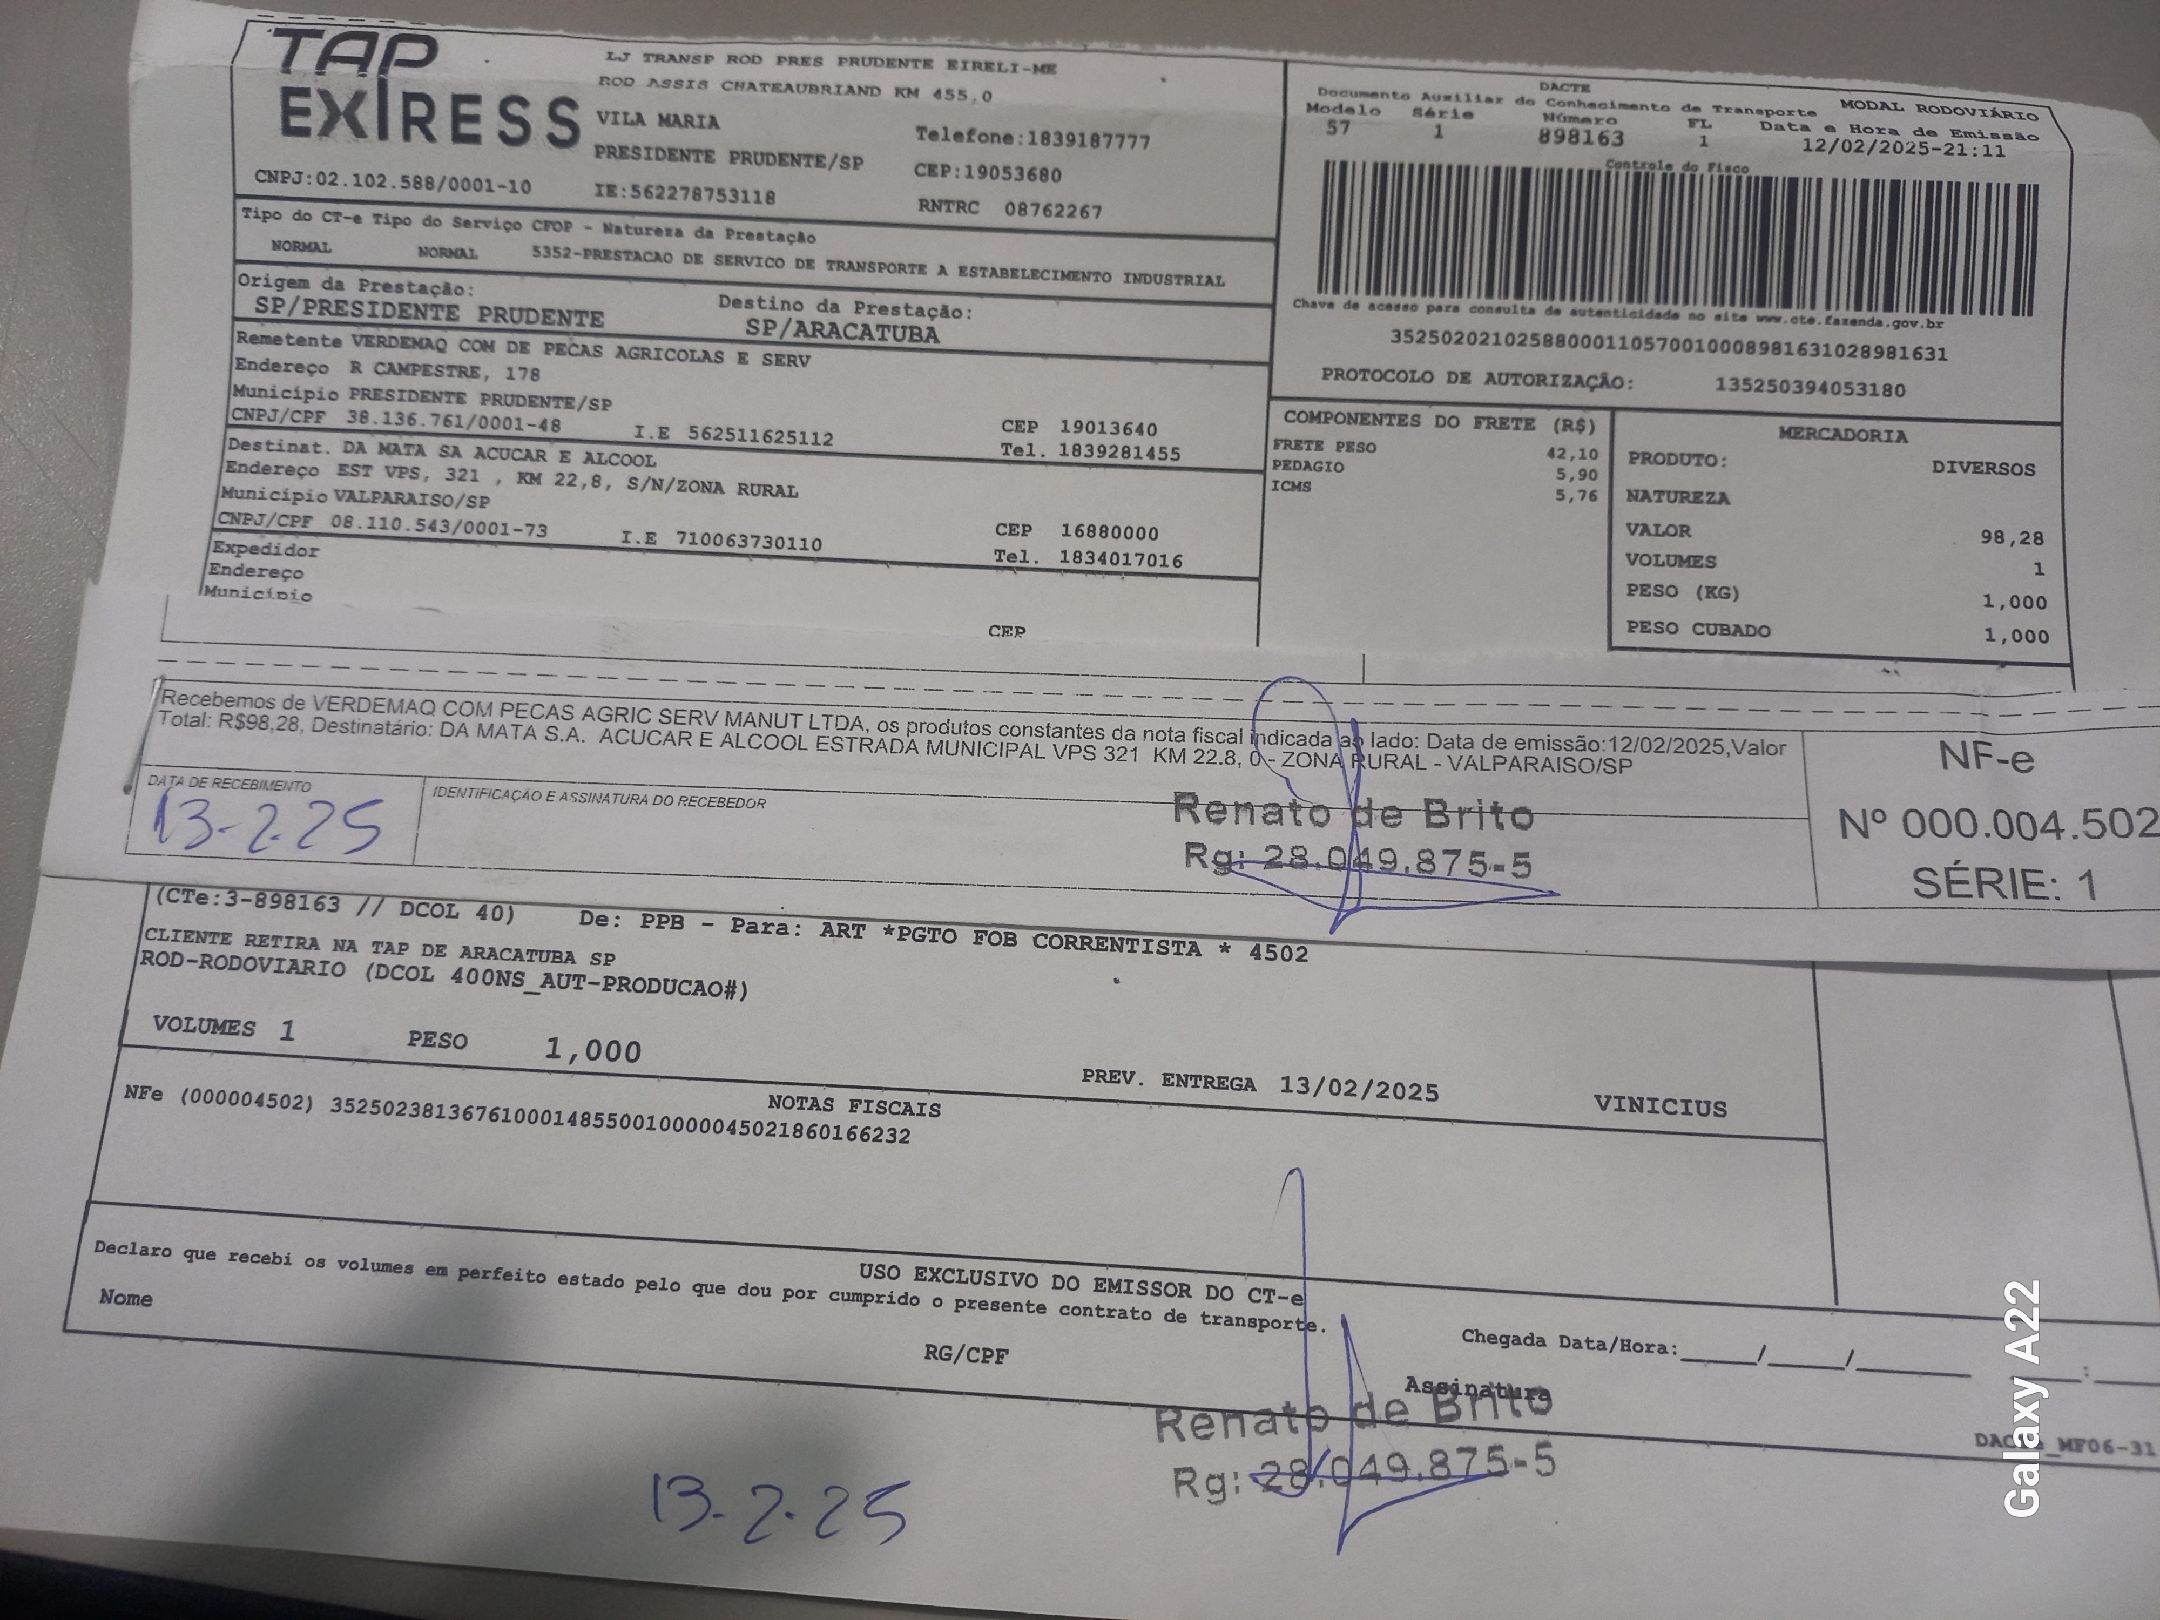 TAP
EXPRESS
LJ TRANSP ROD PRES PRUDENTE EIRELI-ME
ROD ASSIS CHATEAUBRIAND KM 455,0
VILA MARIA
Telefone:1839187777
PRESIDENTE PRUDENTE/SP
CEP:19053680
CNPJ:02.102.588/0001-10
IE:562278753118
RNTRC 08762267
DACTE
Documento Auxiliar do Conhecimento de Transporte
MODAL RODOVIÁRIO
Modelo Série Número FL Data e Hora de Emissão
57 1 898163 1 12/02/2025-21:11
Controle do Fisco
Chave de acesso para consulta de autenticidade no site www.cte.fazenda.gov.br
35250202102588000110570010008981631028981631
PROTOCOLO DE AUTORIZAÇÃO: 135250394053180
Tipo do CT-e Tipo do Serviço CFOP - Natureza da Prestação
NORMAL NORMAL 5352-PRESTACAO DE SERVICO DE TRANSPORTE A ESTABELECIMENTO INDUSTRIAL
Origem da Prestação: Destino da Prestação:
SP/PRESIDENTE PRUDENTE SP/ARACATUBA
Remetente VERDEMAQ COM DE PECAS AGRICOLAS E SERV
Endereço R CAMPESTRE, 178
Município PRESIDENTE PRUDENTE/SP CEP 19013640
CNPJ/CPF 38.136.761/0001-48 I.E 562511625112 Tel. 1839281455
Destinat. DA MATA SA ACUCAR E ALCOOL
Endereço EST VPS, 321 , KM 22,8, S/N/ZONA RURAL
Município VALPARAISO/SP CEP 16880000
CNPJ/CPF 08.110.543/0001-73 I.E 710063730110 Tel. 1834017016
Expedidor
Endereço
Município
CEP
COMPONENTES DO FRETE (R$)
FRETE PESO 42,10
PEDAGIO 5,90
ICMS 5,76
MERCADORIA
PRODUTO: DIVERSOS
NATUREZA
VALOR 98,28
VOLUMES 1
PESO (KG) 1,000
PESO CUBADO 1,000
Recebemos de VERDEMAQ COM PECAS AGRIC SERV MANUT LTDA, os produtos constantes da nota fiscal indicada ao lado: Data de emissão:12/02/2025,Valor
Total: R$98,28, Destinatário: DA MATA S.A. ACUCAR E ALCOOL ESTRADA MUNICIPAL VPS 321 KM 22.8, 0 - ZONA RURAL - VALPARAISO/SP
DATA DE RECEBIMENTO
13-2-25
IDENTIFICAÇÃO E ASSINATURA DO RECEBEDOR
Renato de Brito
Rg: 28.049.875-5
NF-e
Nº 000.004.502
SÉRIE: 1
(CTe:3-898163 // DCOL 40) De: PPB - Para: ART *PGTO FOB CORRENTISTA * 4502
CLIENTE RETIRA NA TAP DE ARACATUBA SP
ROD-RODOVIARIO (DCOL 400NS_AUT-PRODUCAO#)
VOLUMES 1 PESO 1,000
PREV. ENTREGA 13/02/2025 VINICIUS
NOTAS FISCAIS
NFe (000004502) 35250238136761000148550010000045021860166232
USO EXCLUSIVO DO EMISSOR DO CT-e
Declaro que recebi os volumes em perfeito estado pelo que dou por cumprido o presente contrato de transporte.
Nome
RG/CPF
Chegada Data/Hora:_____/_____/_______ ____:____
Assinatura
Renato de Brito
Rg: 28.049.875-5
13-2-25
_MF06-31
Galaxy A22